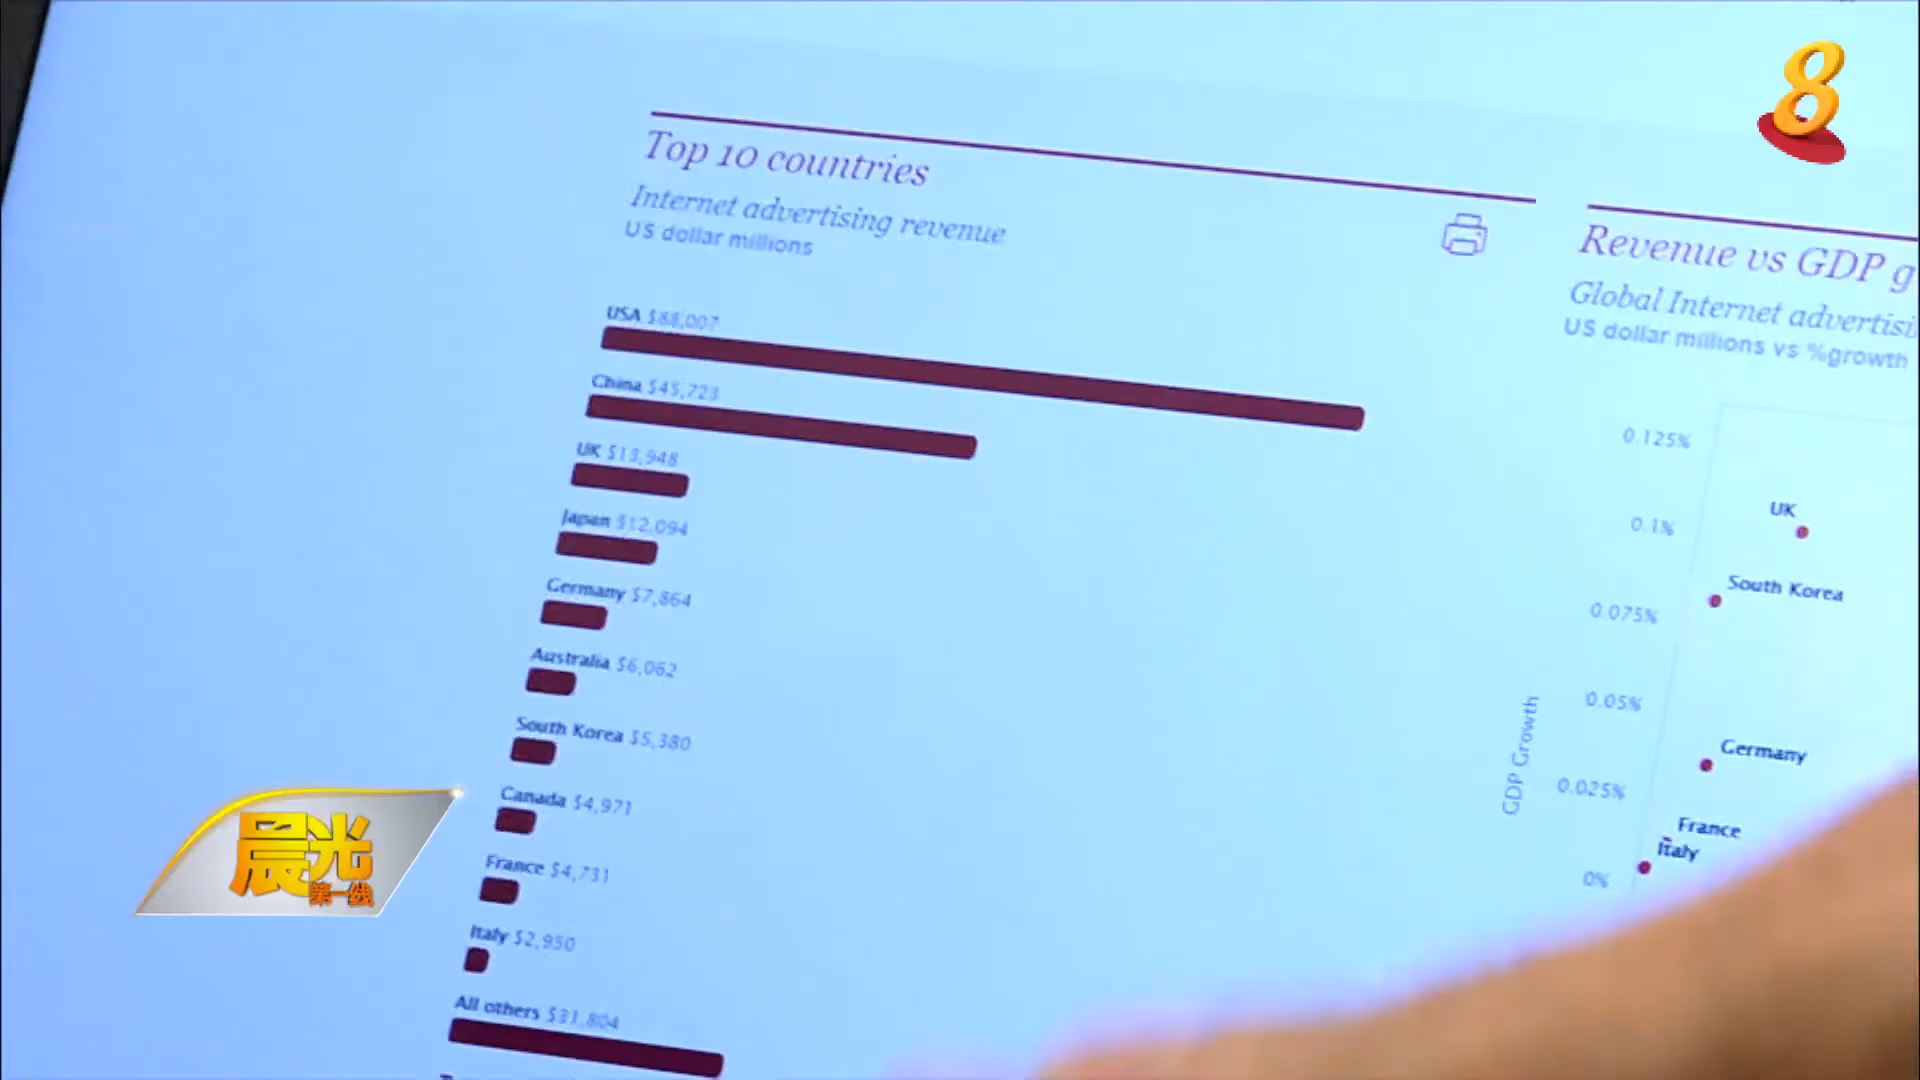 8
Top 10 countries
Internet advertising revenue
US dollar millions
USA $88,007
China $45,723
UK $13,948
Japan $12,094
Germany $7,864
Australia $6,062
South Korea $5,380
Canada $4,971
France $4,731
Italy $2,950
All others $31,804
Revenue vs GDP g
Global Internet advertisi
US dollar millions vs %growth
0.125%
0.1%
0.075%
0.05%
0.025%
0%
GDP Growth
UK
South Korea
Germany
France
Italy
晨光
第一线